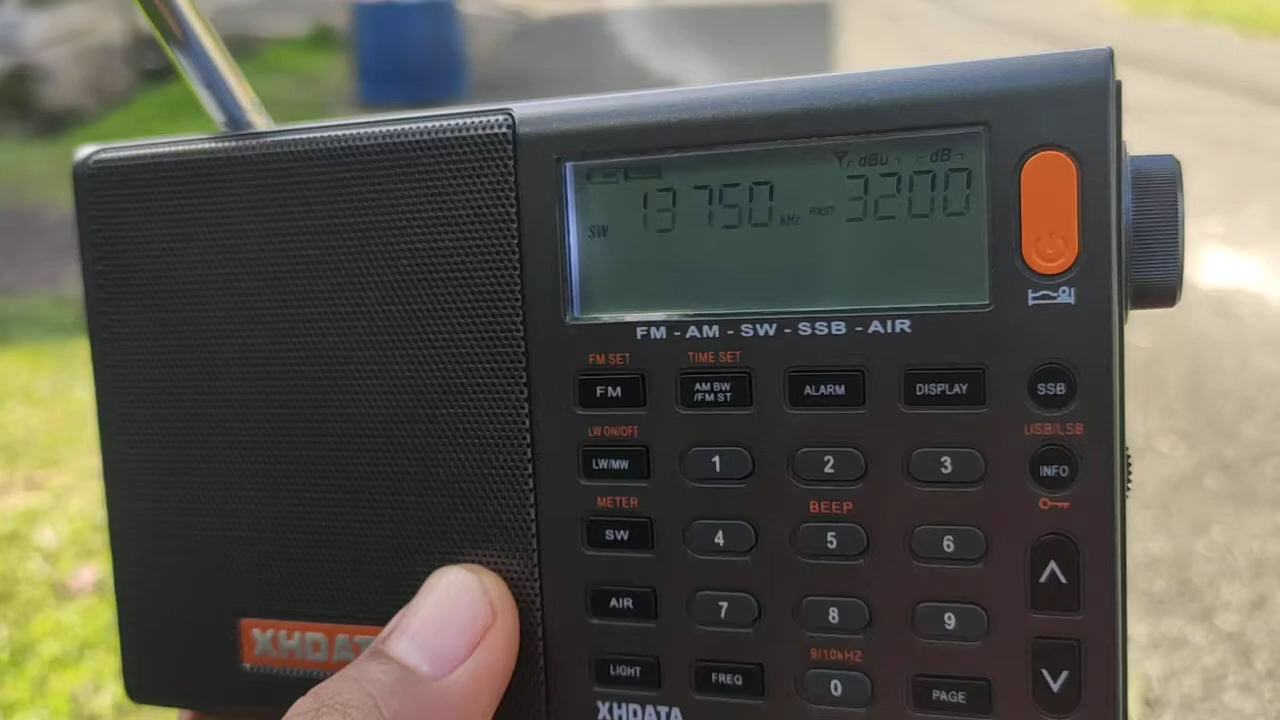 dBu dB
SW 13750 KHz FAST 3200
FM - AM - SW - SSB - AIR
FM SET TIME SET
FM AM BW ALARM DISPLAY SSB
/FM ST
LW ON/OFF USB/LSB
LW/MW 1 2 3 INFO
METER BEEP
SW 4 5 6
AIR 7 8 9
9/10kHZ
LIGHT FREQ 0 PAGE
XHDATA
XHDATA